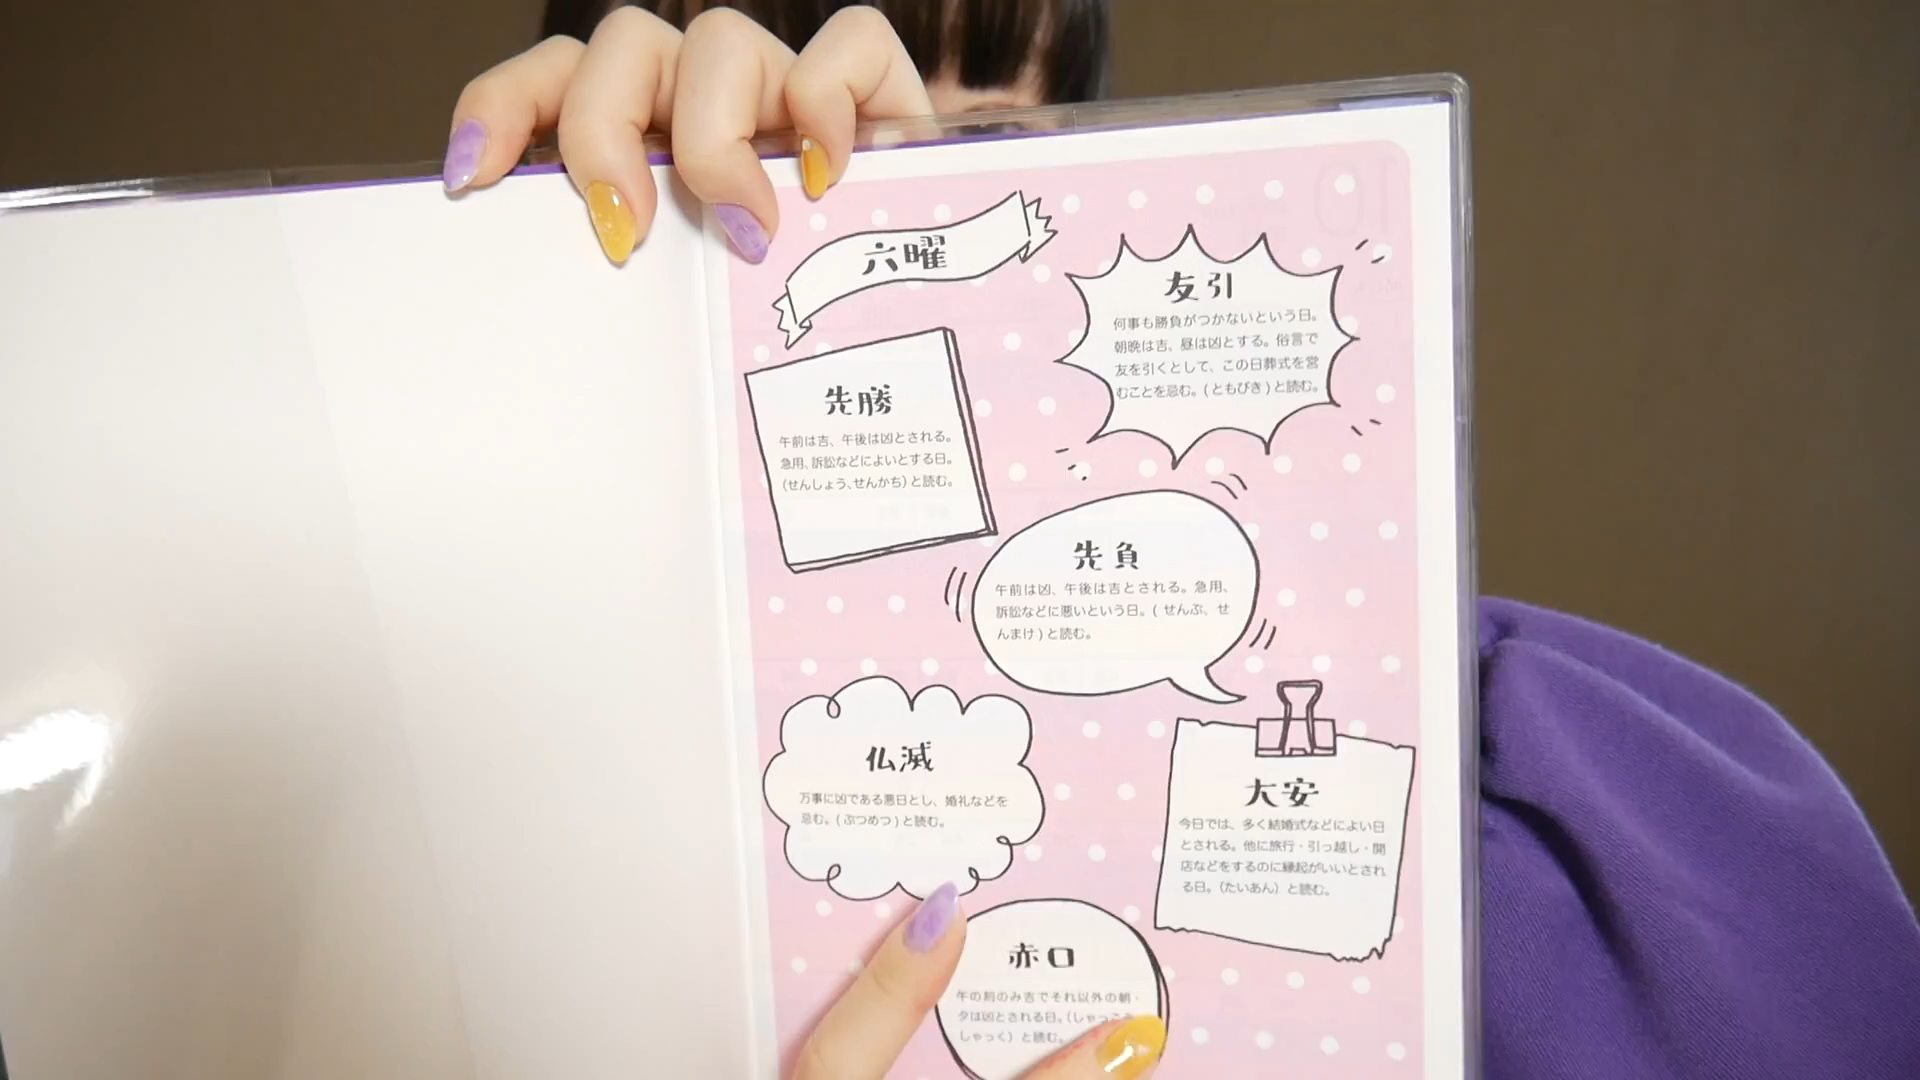 六曜
友引
何事も勝負がつかないという日。
朝晩は吉、昼は凶とする。俗言で
友を引くとして、この日葬式を営
むことを忌む。(ともびき)と読む。
先勝
午前は吉、午後は凶とされる。
急用、訴訟などによいとする日。
(せんしょう、せんかち)と読む。
先負
午前は凶、午後は吉とされる。急用、
訴訟などに悪いという日。( せんぶ、せ
んまけ)と読む。
仏滅
万事に凶である悪日とし、婚礼などを
忌む。(ぶつめつ)と読む。
大安
今日では、多く結婚式などによい日
とされる。他に旅行・引っ越し・開
店などをするのに縁起がいいとされ
る日。(たいあん) と読む。
赤口
午の刻のみ吉でそれ以外の朝・
夕は凶とされる日。(しゃっこう
しゃっく) と読む。